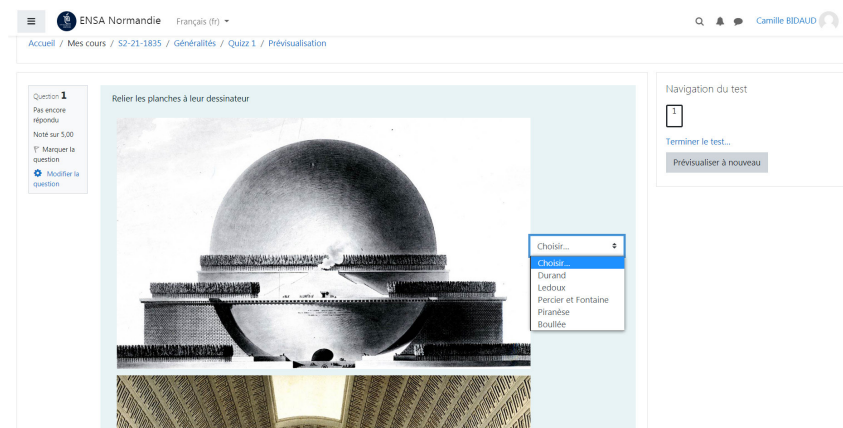 ENSA Normandie Français (fr)
Camille BIDAUD
Accueil / Mes cours / S2-21-1835 / Généralités / Quizz 1 / Prévisualisation
Question 1
Pas encore
répondu
Noté sur 5,00
Marquer la
question
Modifier la
question
Relier les planches à leur dessinateur
Choisir...
Choisir...
Durand
Ledoux
Percier et Fontaine
Piranèse
Boullée
Navigation du test
1
Terminer le test...
Prévisualiser à nouveau